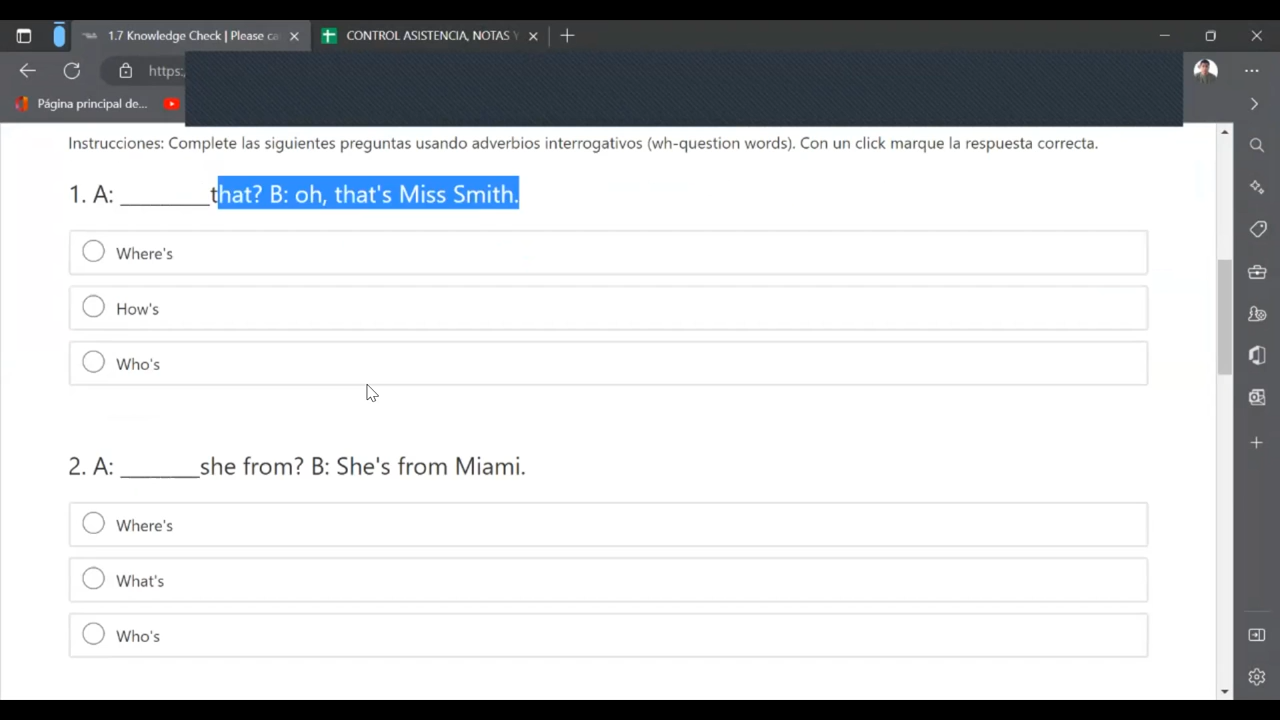 1.7 Knowledge Check | Please ca
CONTROL ASISTENCIA, NOTAS Y
https:/
Página principal de...
Instrucciones: Complete las siguientes preguntas usando adverbios interrogativos (wh-question words). Con un click marque la respuesta correcta.
1. A: _________that? B: oh, that's Miss Smith.
Where's
How's
Who's
2. A: ________she from? B: She's from Miami.
Where's
What's
Who's